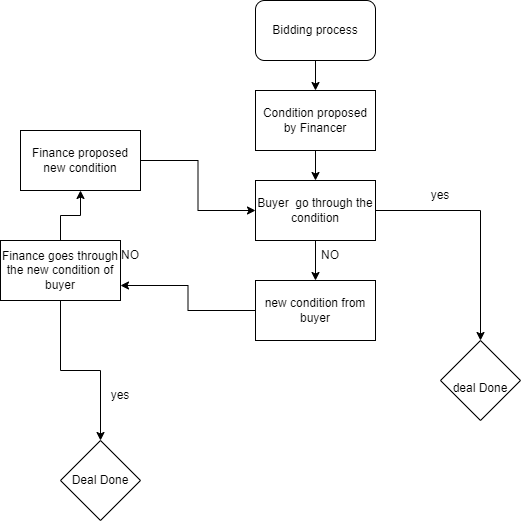 Bidding process
Condition proposed
by Financer
Finance proposed
new condition
Buyer  go through the
condition
yes
Finance goes through
the new condition of
buyer
NO
NO
new condition from
buyer
deal Done
yes
Deal Done